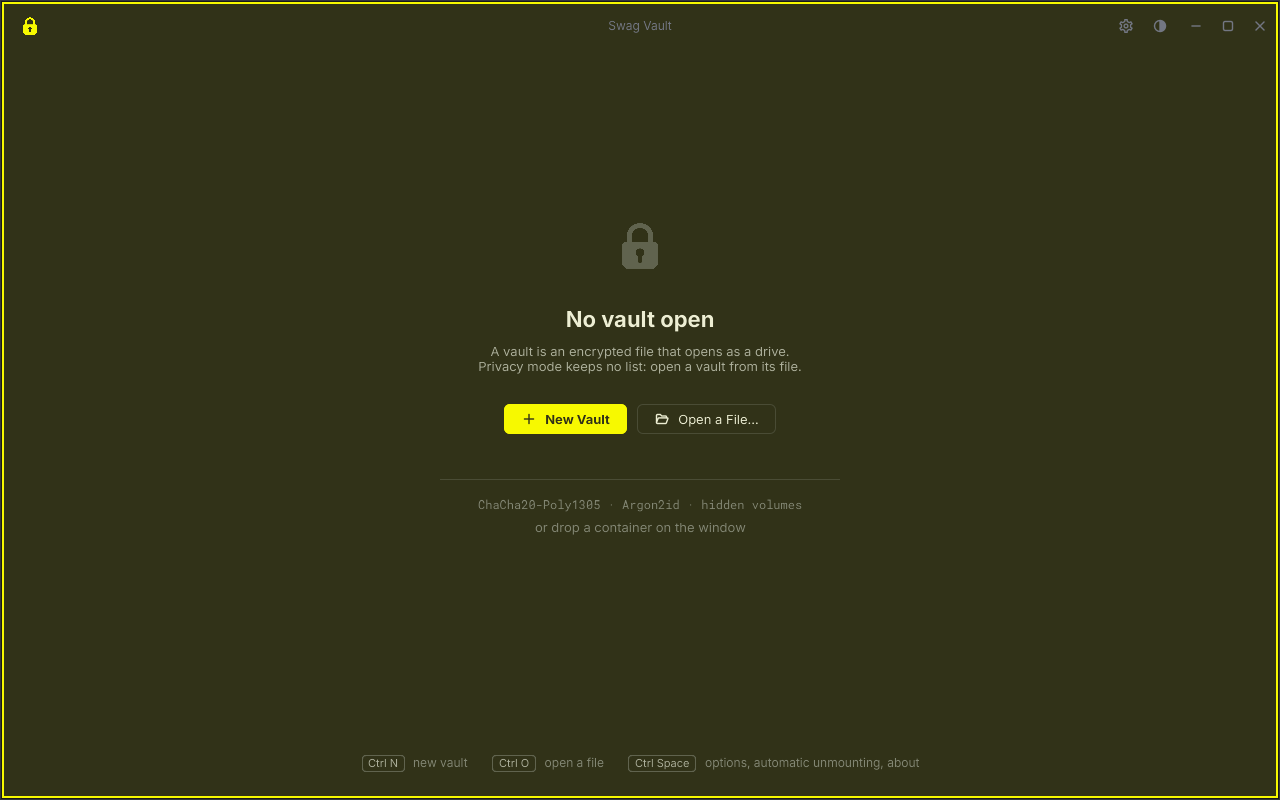 Swag Vault
No vault open
A vault is an encrypted file that opens as a drive.
Privacy mode keeps no list: open a vault from its file.
New Vault
Open a File...
ChaCha20-Poly1305 · Argon2id · hidden volumes
or drop a container on the window
Ctrl N new vault Ctrl O open a file Ctrl Space options, automatic unmounting, about